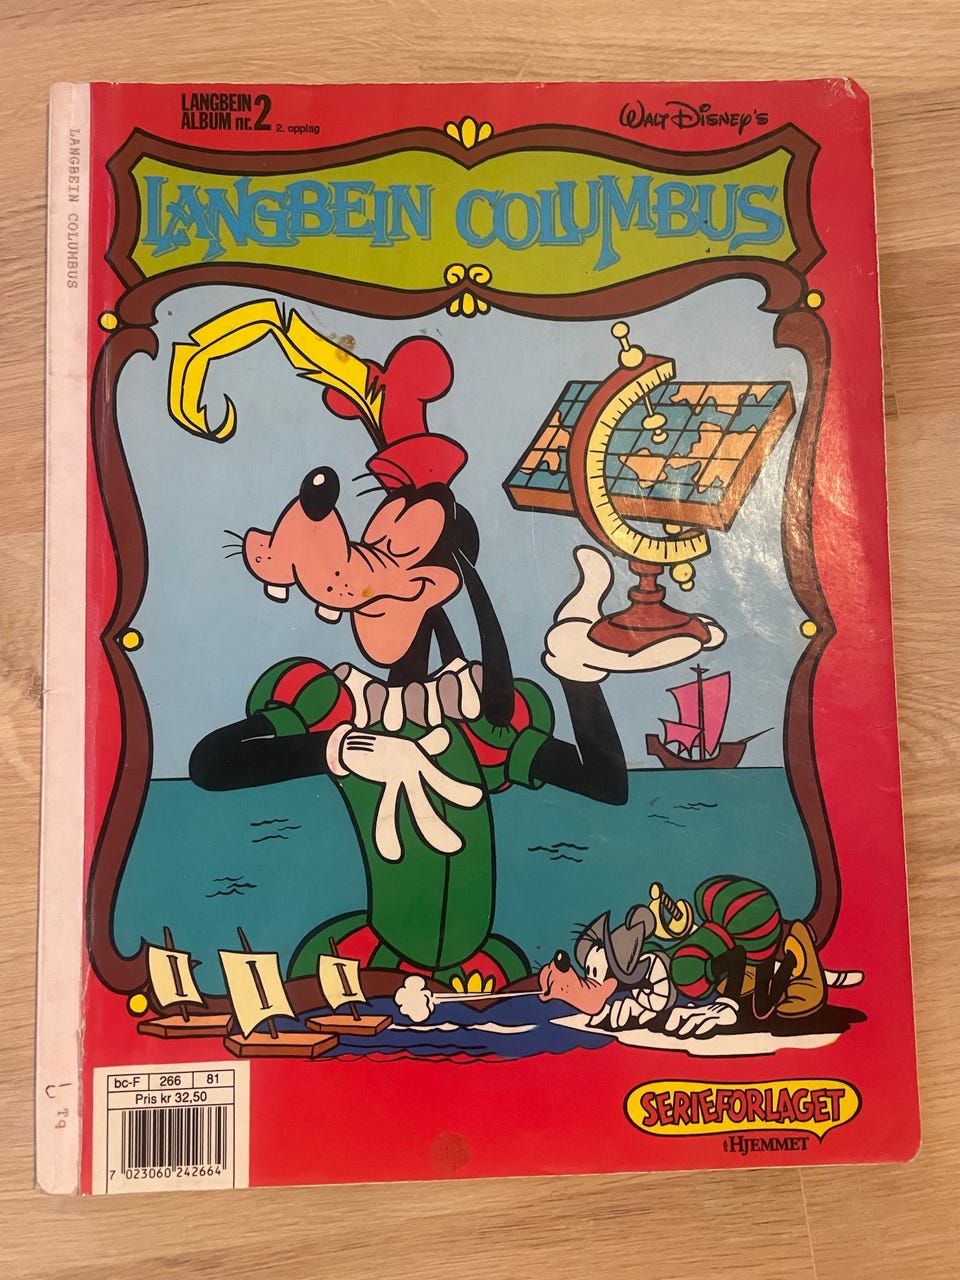 LANGBEIN
ALBUM nr.2 2. opplag
WALT DISNEY'S
LANGBEIN COLUMBUS
LANGBEIN COLUMBUS
bc-F 266 81
Pris kr 32,50
7 023060 242664
SERIEFORLAGET
HJEMMET
Tq